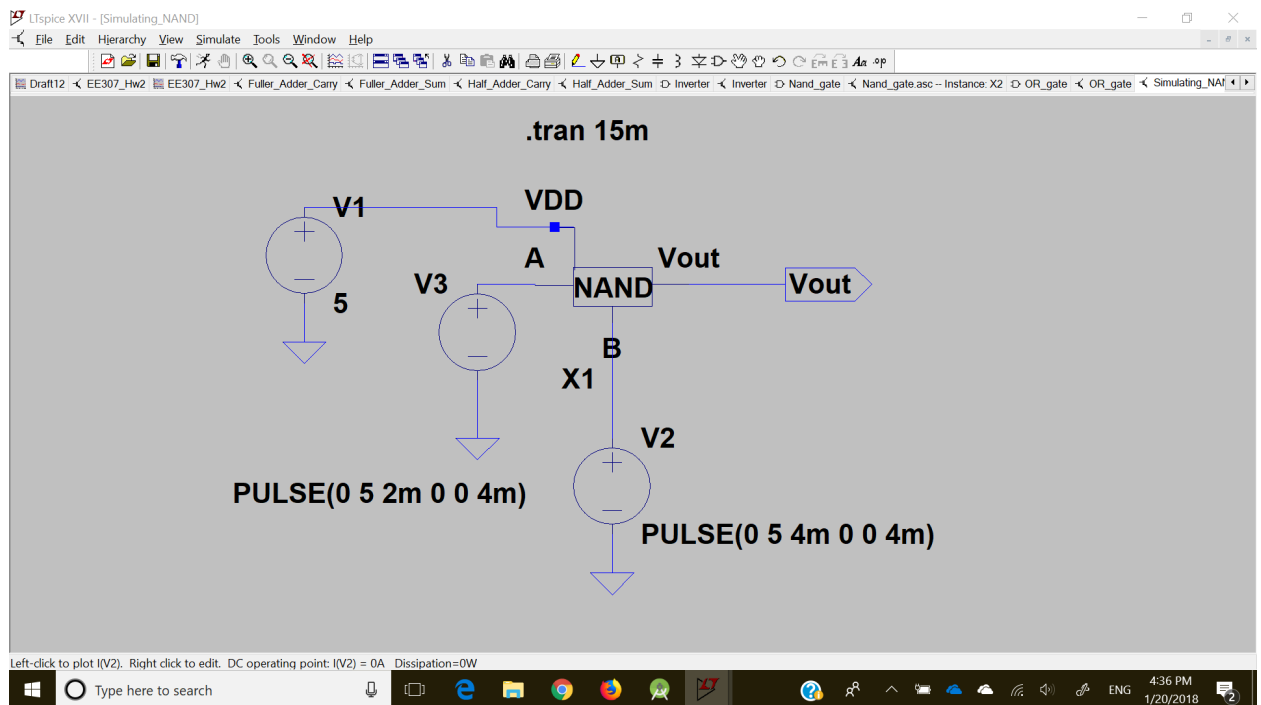 LTspice XVII - [Simulating_NAND]
File Edit Hierarchy View Simulate Tools Window Help
Draft12 EE307_Hw2 EE307_Hw2 Fuller_Adder_Carry Fuller_Adder_Sum Half_Adder_Carry Half_Adder_Sum Inverter Inverter Nand_gate Nand_gate.asc -- Instance: X2 OR_gate OR_gate Simulating_NAN
.tran 15m
V1
VDD
A
Vout
V3
NAND
Vout
5
B
X1
V2
PULSE(0 5 2m 0 0 4m)
PULSE(0 5 4m 0 0 4m)
Left-click to plot I(V2). Right click to edit. DC operating point: I(V2) = 0A Dissipation=0W
Type here to search
ENG
4:36 PM
1/20/2018
2